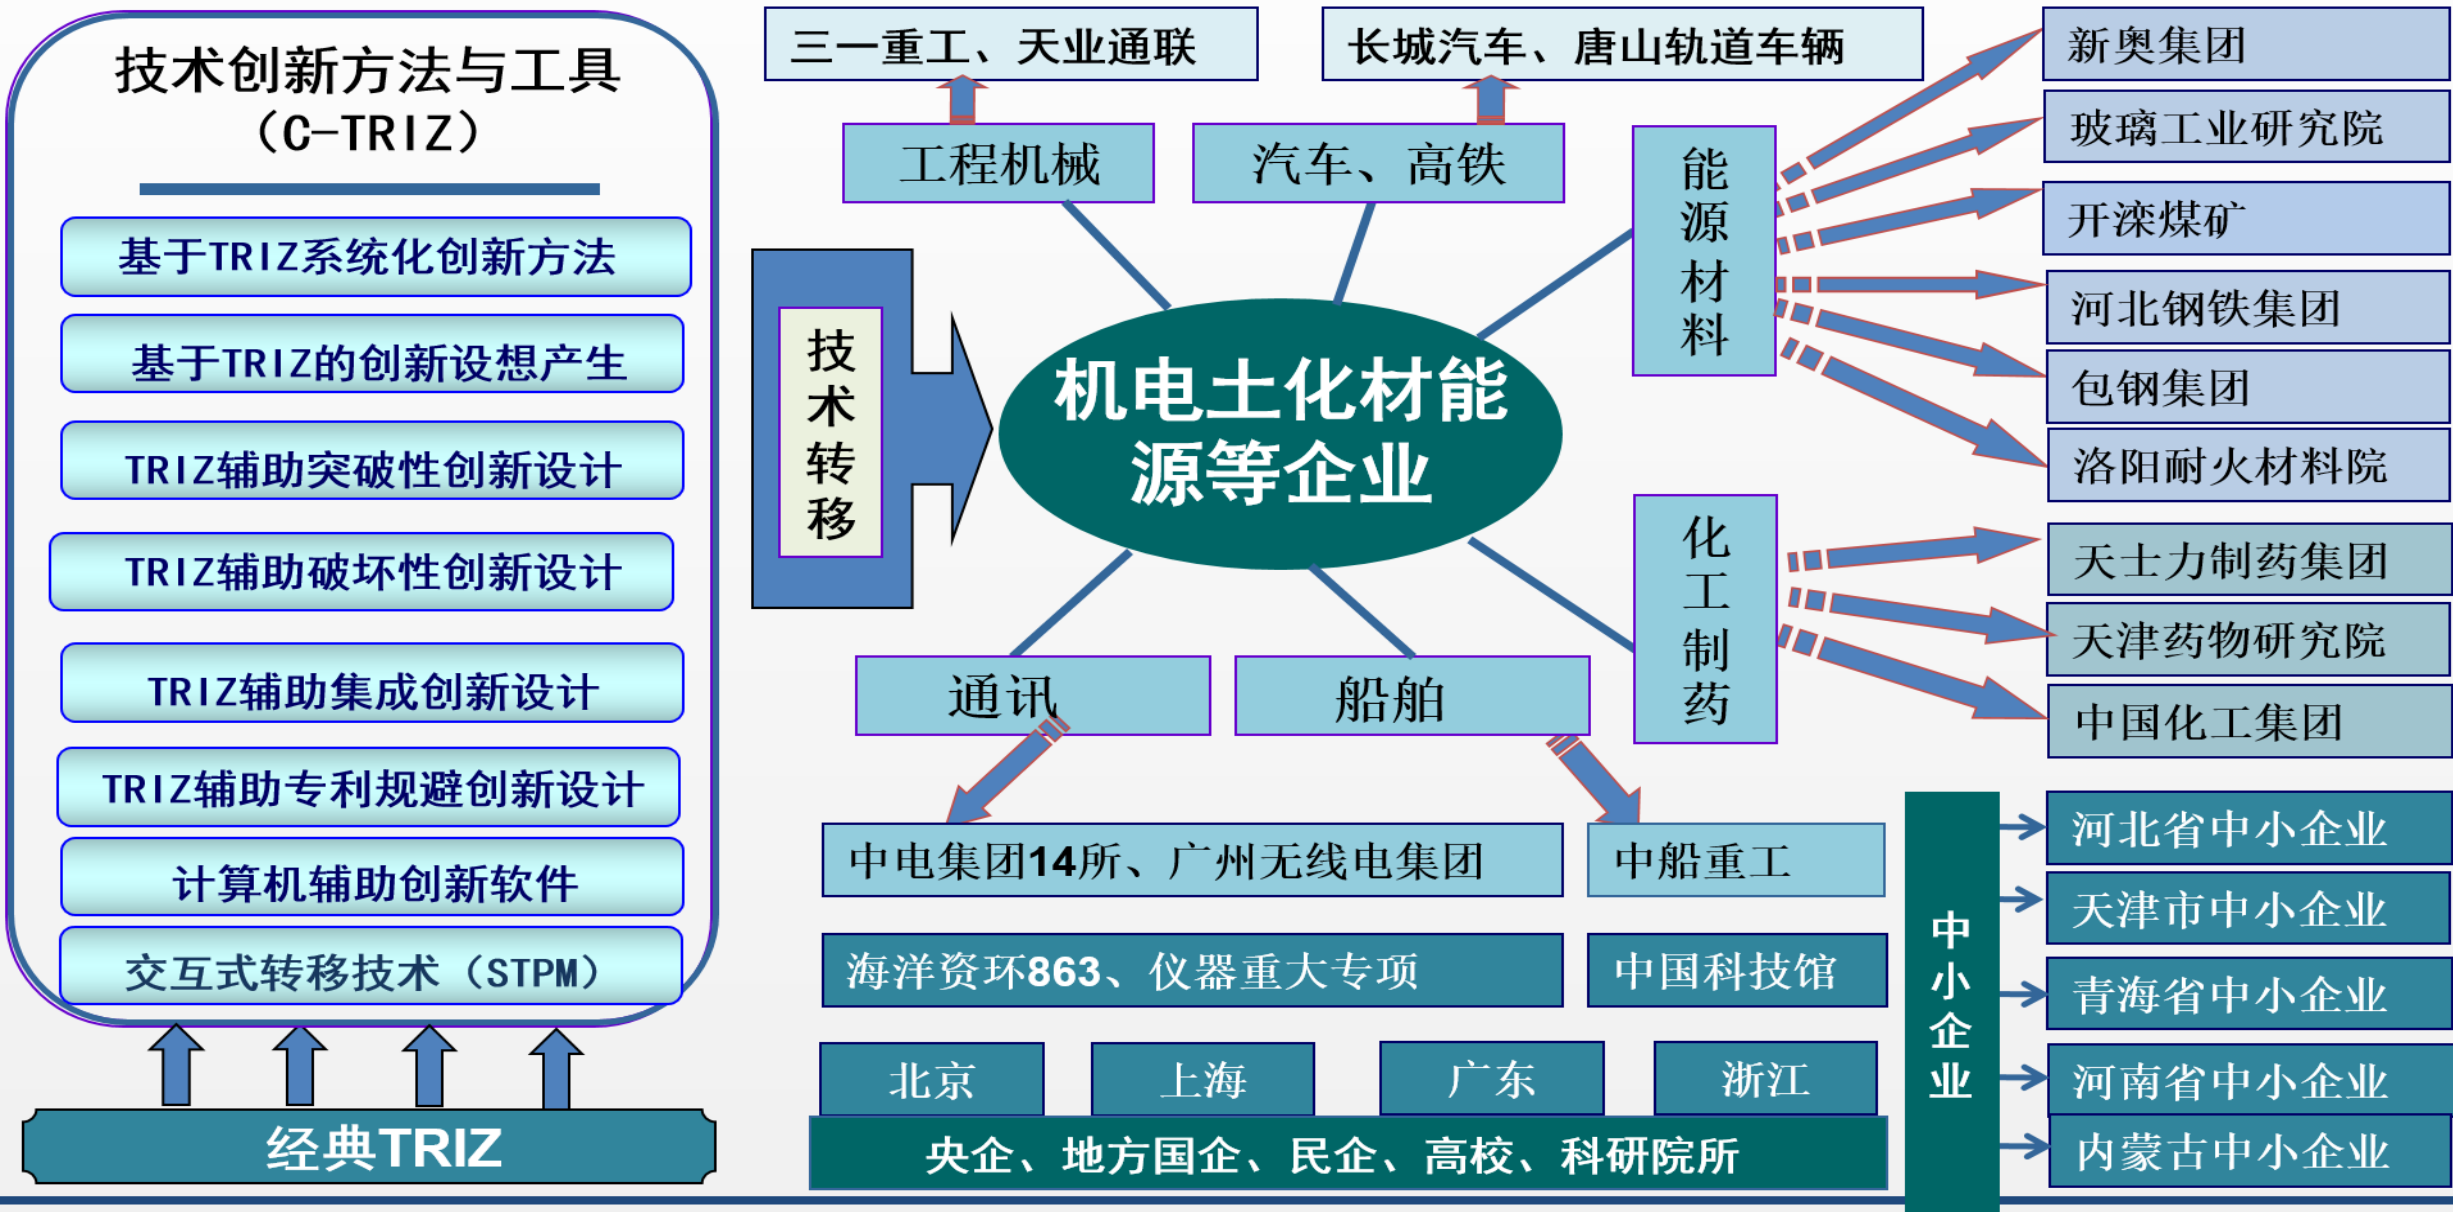 技术创新方法与工具
（C-TRIZ）
基于TRIZ系统化创新方法
基于TRIZ的创新设想产生
TRIZ辅助突破性创新设计
TRIZ辅助破坏性创新设计
TRIZ辅助集成创新设计
TRIZ辅助专利规避创新设计
计算机辅助创新软件
交互式转移技术（STPM）
经典TRIZ
技术转移
三一重工、天业通联
长城汽车、唐山轨道车辆
工程机械
汽车、高铁
机电土化材能
源等企业
能源材料
新奥集团
玻璃工业研究院
开滦煤矿
河北钢铁集团
包钢集团
洛阳耐火材料院
化工制药
天士力制药集团
天津药物研究院
中国化工集团
通讯
船舶
中电集团14所、广州无线电集团
中船重工
海洋资环863、仪器重大专项
中国科技馆
北京
上海
广东
浙江
央企、地方国企、民企、高校、科研院所
中小企业
河北省中小企业
天津市中小企业
青海省中小企业
河南省中小企业
内蒙古中小企业